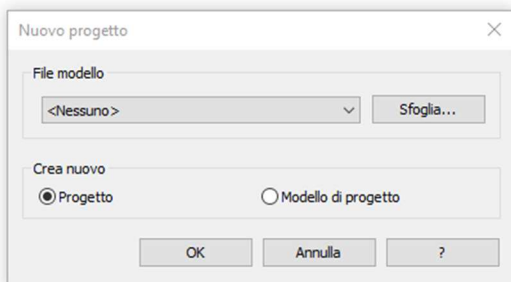 Nuovo progetto
File modello
<Nessuno>
Sfoglia...
Crea nuovo
Progetto
Modello di progetto
OK
Annulla
?